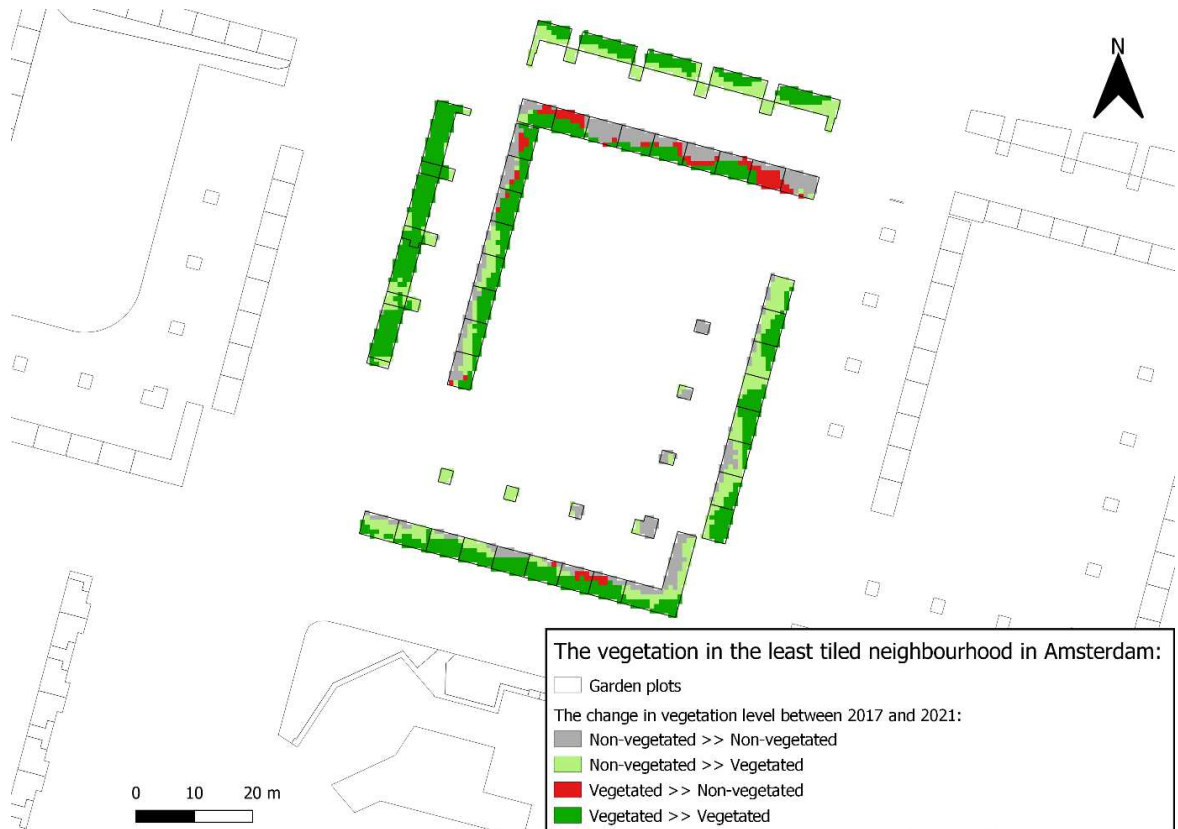 N
The vegetation in the least tiled neighbourhood in Amsterdam:
Garden plots
The change in vegetation level between 2017 and 2021:
Non-vegetated >> Non-vegetated
Non-vegetated >> Vegetated
Vegetated >> Non-vegetated
Vegetated >> Vegetated
0 10 20 m